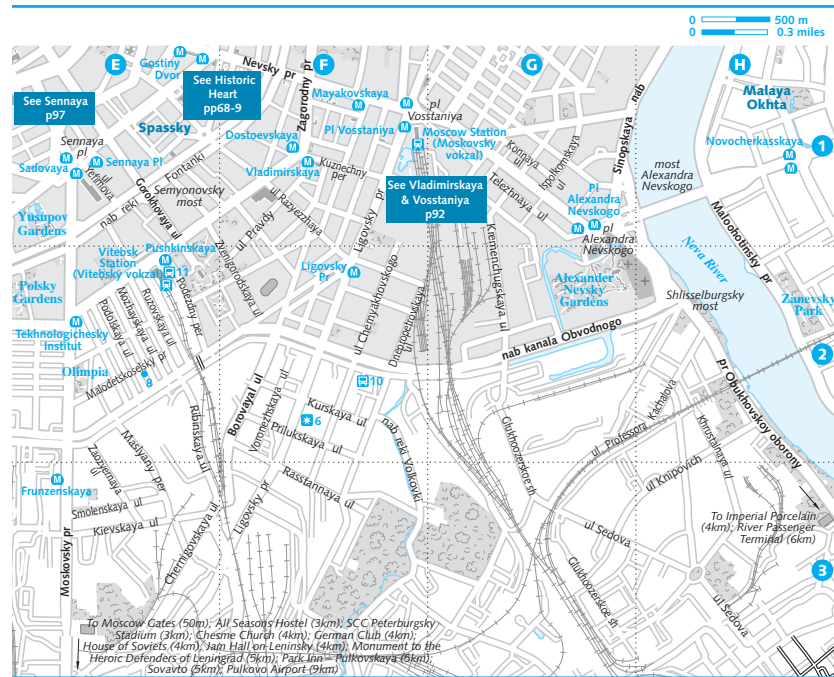 0 500 m
0 0.3 miles
E
F
G
H
Gostiny
Dvor
Nevsky pr
Zagorodny pr
Mayakovskaya
pl
Vosstaniya
Pl Vosstaniya
Moscow Station
(Moskovsky
vokzal)
See Historic
Heart
pp68-9
See Sennaya
p97
Spassky
Sennaya
pl
Sennaya Pl
Sadovaya
Yefimova
ul
Dostoevskaya
Vladimirskaya
Kuznechny
per
Fontanki
nab reki
Gorokhovaya ul
Semyonovsky
most
ul Razyezzhaya
ul Pravdy
Ligovsky pr
See Vladimirskaya
& Vosstaniya
p92
Konnaya
ul
Ispolkomskaya
ul
Telezhnaya ul
Sinopskaya nab
Pl
Alexandra
Nevskogo
pl
Alexandra
Nevskogo
most
Alexandra
Nevskogo
Malaya
Okhta
Novocherkasskaya
1
Maloohotinsky pr
Neva River
Yusupov
Gardens
Polsky
Gardens
Vitebsk
Station
(Vitebsky vokzal)
Pushkinskaya
11
Podezdny per
Zvenigorodskaya ul
Ligovsky
Pr
ul Chernyakhovskogo
Dnepropetrovskaya
ul
Kremenchugskaya ul
Alexander
Nevsky
Gardens
Shlisselburgsky
most
Zanevsky
Park
Tekhnologichesky
Institut
Podolskaya ul
Mozhayskaya ul
Ruzovskaya ul
Malodetskoselsky pr
8
Olimpia
nab kanala Obvodnogo
2
Ribinskaya ul
Borovaya ul
Voronezhskaya ul
10
Kurskaya ul
6
Prilukskaya ul
nab reki Volkovki
Glukhoozerskoe sh
ul Professora Kachalova
Khrustalnaya ul
pr Obukhovskoy oborony
Frunzenskaya
Zaozyernaya
ul
Maslyany per
Smolenskaya ul
Kievskaya ul
Moskovsky pr
Chernigovskaya ul
Ligovsky pr
Rasstannaya ul
ul Knipovich
ul Sedova
Glukhoozerskoe sh
ul Sedova
To Imperial Porcelain
(4km); River Passenger
Terminal (6km)
3
To Moscow Gates (50m); All Seasons Hostel (3km); SCC Peterburgsky
Stadium (3km); Chesme Church (4km); German Club (4km);
House of Soviets (4km); Jam Hall on Leninsky (4km); Monument to the
Heroic Defenders of Leningrad (5km); Park Inn – Pulkovskaya (5km);
Sovavto (5km); Pulkovo Airport (9km)